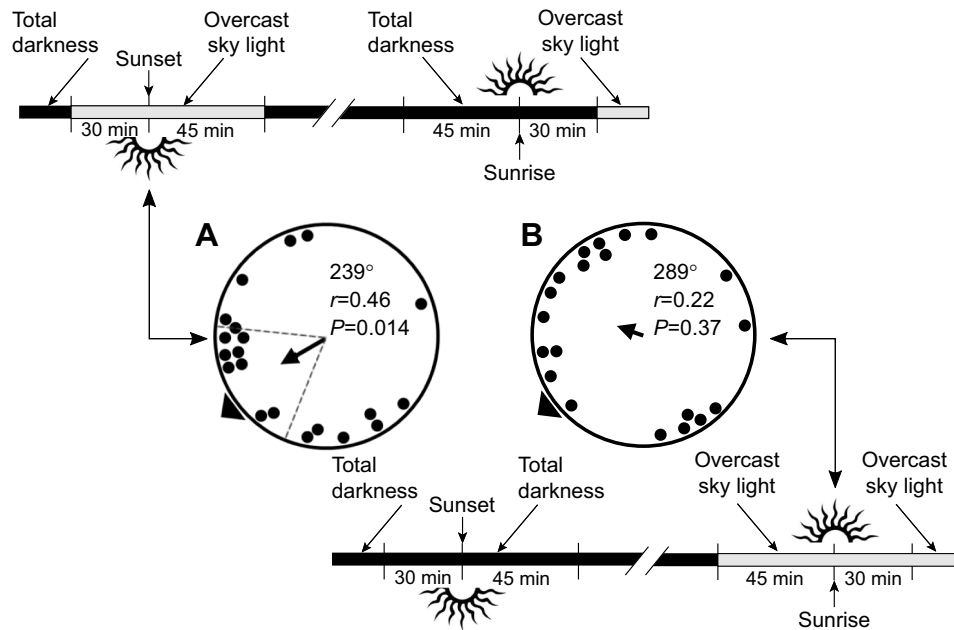 Total
darkness
Sunset
Overcast
sky light
Total
darkness
Overcast
sky light
30 min
45 min
45 min
30 min
Sunrise
A
239°
r=0.46
P=0.014
B
289°
r=0.22
P=0.37
Total
darkness
Sunset
Total
darkness
Overcast
sky light
Overcast
sky light
30 min
45 min
45 min
30 min
Sunrise